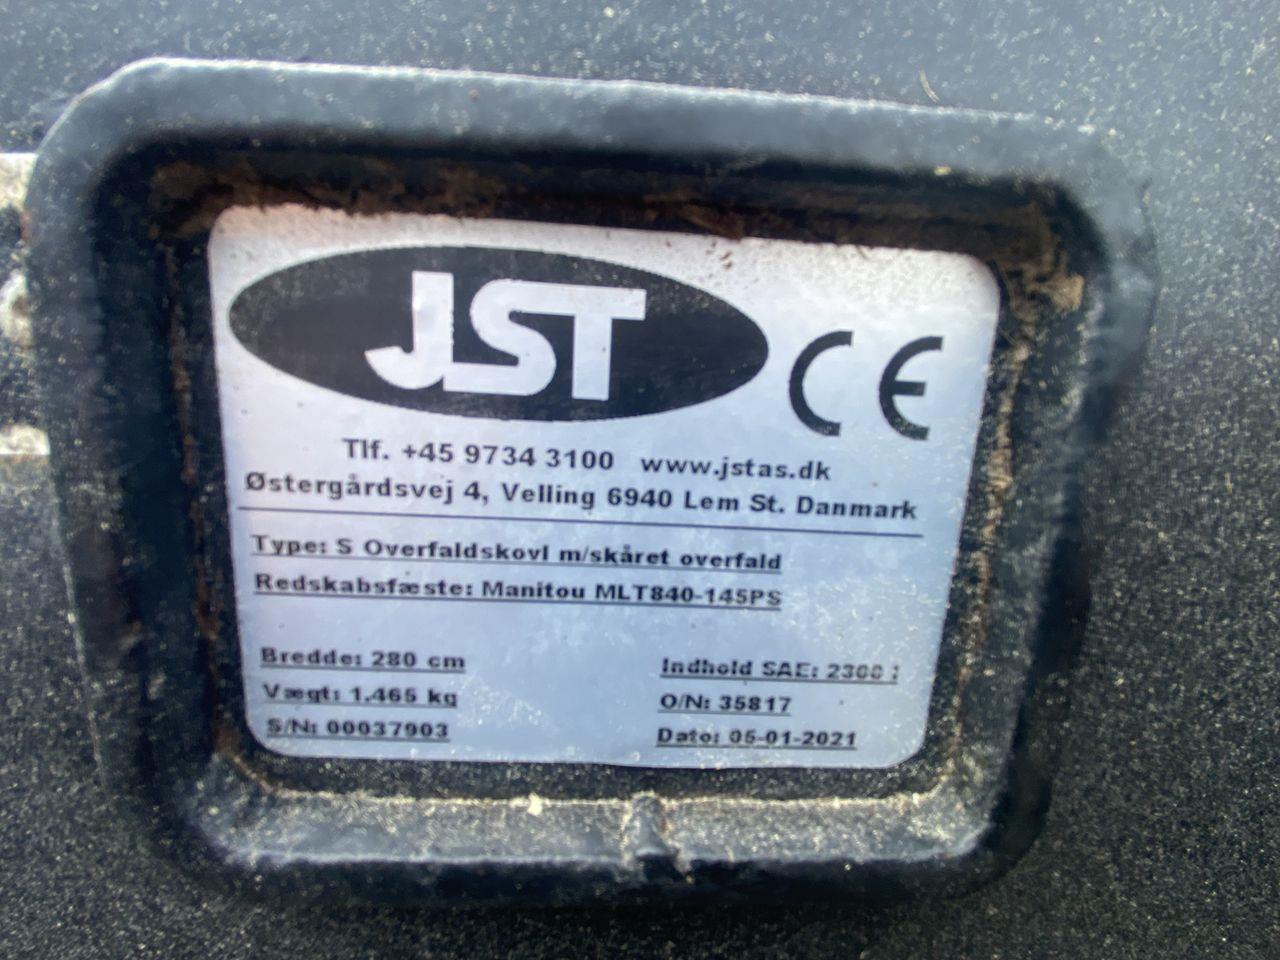 JST CE
Tlf. +45 9734 3100 www.jstas.dk
Østergårdsvej 4, Velling 6940 Lem St. Danmark
Type: S Overfaldskovl m/skåret overfald
Redskabsfæste: Manitou MLT840-145PS
Bredde: 280 cm Indhold SAE: 2300 l
Vægt: 1.465 kg O/N: 35817
S/N: 00037903 Dato: 05-01-2021